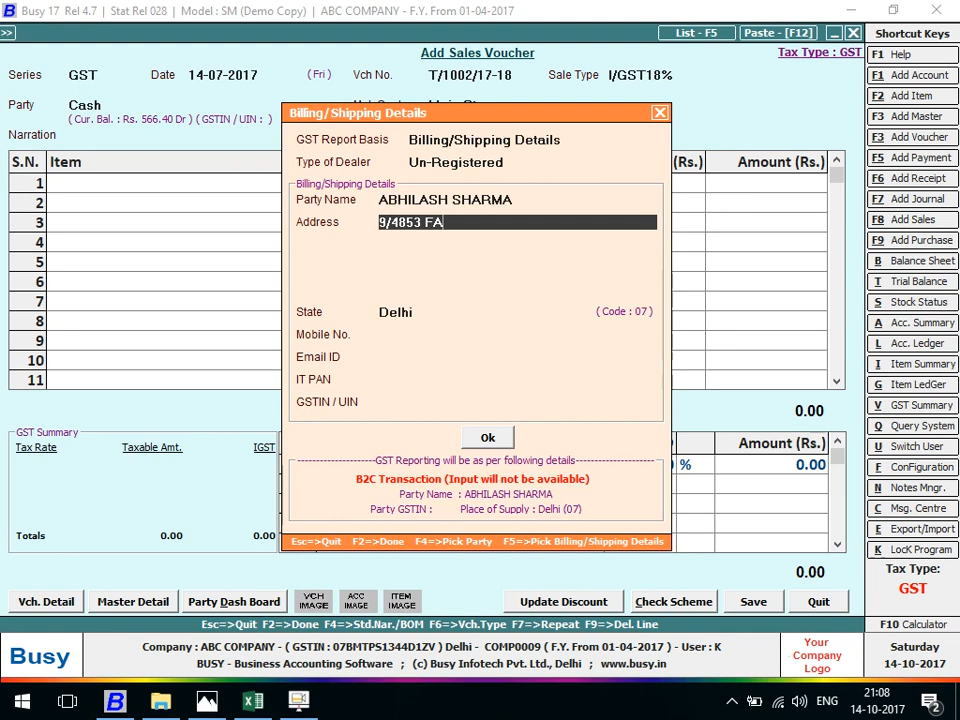 Busy 17 Rel 4.7 | Stat Rel 028 | Model : SM (Demo Copy) | ABC COMPANY - F.Y. From 01-04-2017
>> List - F5 Paste - [F12]
Add Sales Voucher Tax Type : GST
Series GST Date 14-07-2017 (Fri) Vch No. T/1002/17-18 Sale Type I/GST18%
Party Cash
(Cur. Bal. : Rs. 566.40 Dr) (GSTIN / UIN : )
Narration
S.N. Item (Rs.) Amount (Rs.)
1
2
3
4
5
6
7
8
9
10
11
0.00
Billing/Shipping Details
GST Report Basis Billing/Shipping Details
Type of Dealer Un-Registered
Billing/Shipping Details
Party Name ABHILASH SHARMA
Address 9/4853 FA
State Delhi (Code : 07)
Mobile No.
Email ID
IT PAN
GSTIN / UIN
Ok
GST Reporting will be as per following details
B2C Transaction (Input will not be available)
Party Name : ABHILASH SHARMA
Party GSTIN : Place of Supply : Delhi (07)
Esc=>Quit F2=>Done F4=>Pick Party F5=>Pick Billing/Shipping Details
GST Summary
Tax Rate Taxable Amt. IGST
Totals 0.00 0.00
Amount (Rs.)
% 0.00
0.00
Vch. Detail Master Detail Party Dash Board VCH IMAGE ACC IMAGE ITEM IMAGE Update Discount Check Scheme Save Quit
Esc=>Quit F2=>Done F4=>Std.Nar./BOM F6=>Vch.Type F7=>Repeat F9=>Del. Line
Shortcut Keys
F1 Help
F1 Add Account
F2 Add Item
F3 Add Master
F3 Add Voucher
F5 Add Payment
F6 Add Receipt
F7 Add Journal
F8 Add Sales
F9 Add Purchase
B Balance Sheet
T Trial Balance
S Stock Status
A Acc. Summary
L Acc. Ledger
I Item Summary
G Item LedGer
V GST Summary
Q Query System
U Switch User
F ConFiguration
N Notes Mngr.
C Msg. Centre
E Export/Import
K LocK Program
Tax Type:
GST
F10 Calculator
Busy
Company : ABC COMPANY - ( GSTIN : 07BMTPS1344D1ZV ) Delhi - COMP0009 ( F.Y. From 01-04-2017 ) - User : K
BUSY - Business Accounting Software ; (c) Busy Infotech Pvt. Ltd., Delhi ; www.busy.in
Your
Company
Logo
Saturday
14-10-2017
B ENG 21:08
14-10-2017
2